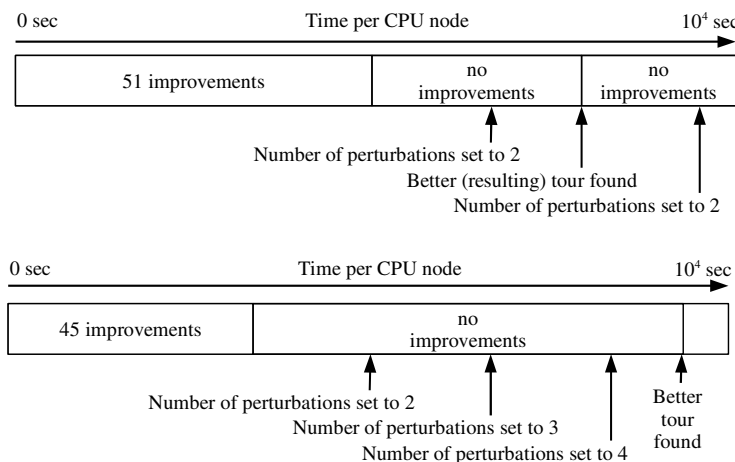 0 sec Time per CPU node 10⁴ sec
51 improvements
no
improvements
no
improvements
Number of perturbations set to 2
Better (resulting) tour found
Number of perturbations set to 2
0 sec Time per CPU node 10⁴ sec
45 improvements
no
improvements
Number of perturbations set to 2
Number of perturbations set to 3
Number of perturbations set to 4
Better
tour
found